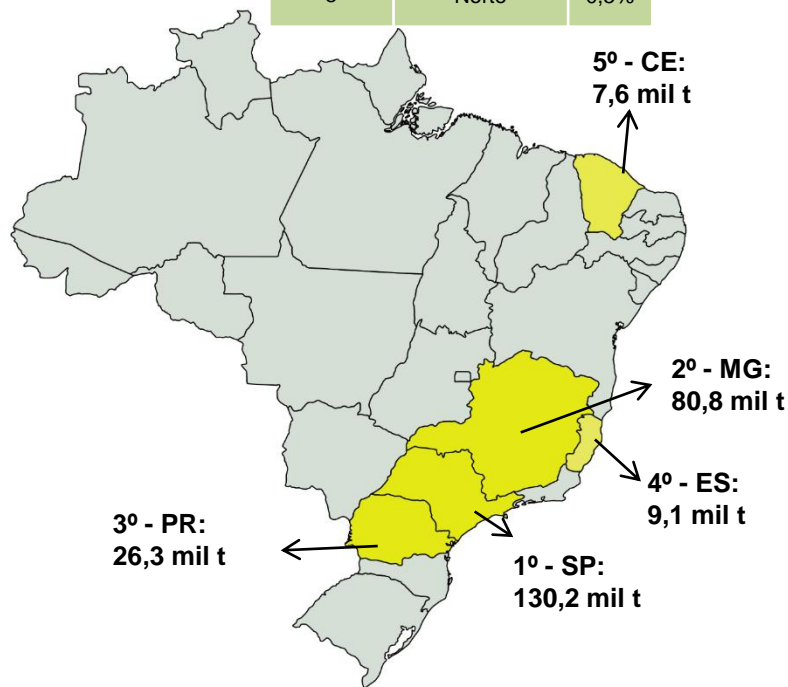 Norte
5º - CE:
7,6 mil t
2º - MG:
80,8 mil t
4º - ES:
9,1 mil t
3º - PR:
26,3 mil t
1º - SP:
130,2 mil t